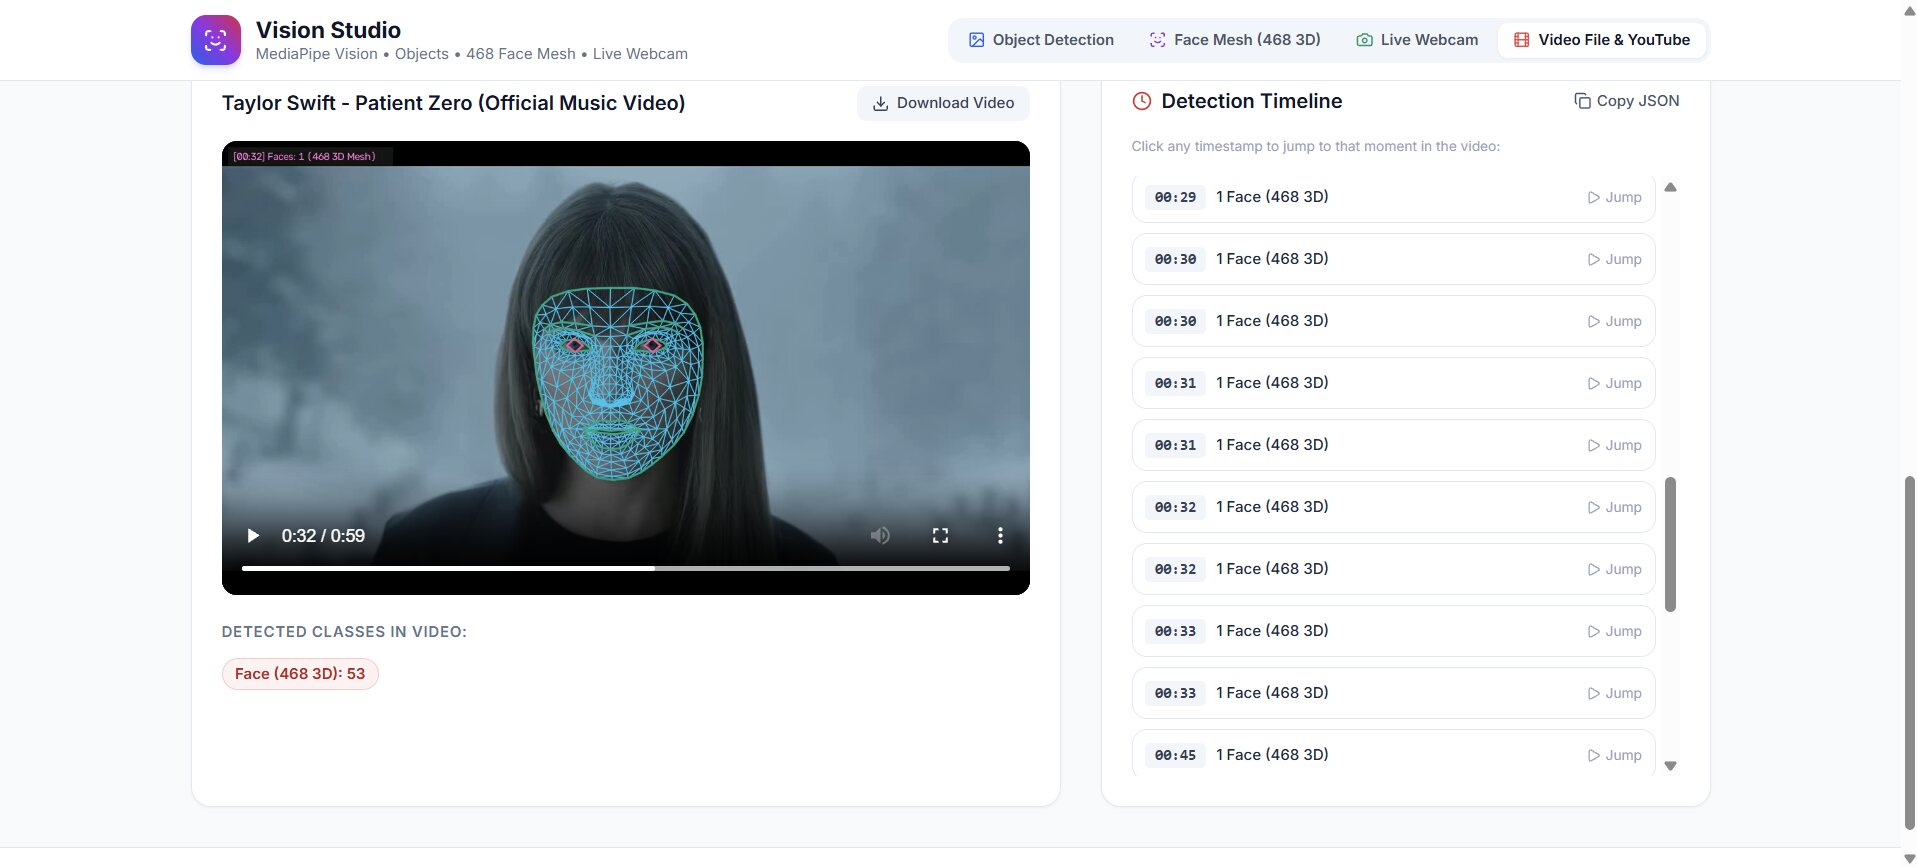 Vision Studio
MediaPipe Vision • Objects • 468 Face Mesh • Live Webcam
Object Detection
Face Mesh (468 3D)
Live Webcam
Video File & YouTube
Taylor Swift - Patient Zero (Official Music Video)
Download Video
[00:32] Faces: 1 (468 3D Mesh)
0:32 / 0:59
DETECTED CLASSES IN VIDEO:
Face (468 3D): 53
Detection Timeline
Copy JSON
Click any timestamp to jump to that moment in the video:
00:29 1 Face (468 3D) Jump
00:30 1 Face (468 3D) Jump
00:30 1 Face (468 3D) Jump
00:31 1 Face (468 3D) Jump
00:31 1 Face (468 3D) Jump
00:32 1 Face (468 3D) Jump
00:32 1 Face (468 3D) Jump
00:33 1 Face (468 3D) Jump
00:33 1 Face (468 3D) Jump
00:45 1 Face (468 3D) Jump